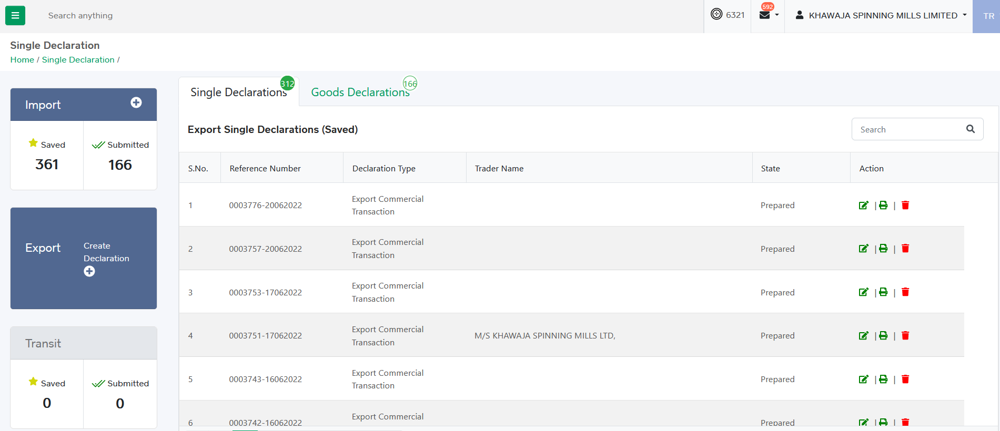 Search anything
6321
592
KHAWAJA SPINNING MILLS LIMITED
TR
Single Declaration
Home / Single Declaration /
Import
Saved
361
Submitted
166
Export
Create
Declaration
Transit
Saved
0
Submitted
0
Single Declarations
312
Goods Declarations
166
Export Single Declarations (Saved)
Search
S.No. Reference Number Declaration Type Trader Name State Action
1 0003776-20062022 Export Commercial Transaction Prepared | |
2 0003757-20062022 Export Commercial Transaction Prepared | |
3 0003753-17062022 Export Commercial Transaction Prepared | |
4 0003751-17062022 Export Commercial Transaction M/S KHAWAJA SPINNING MILLS LTD, Prepared | |
5 0003743-16062022 Export Commercial Transaction Prepared | |
6 0003742-16062022 Export Commercial Prepared | |